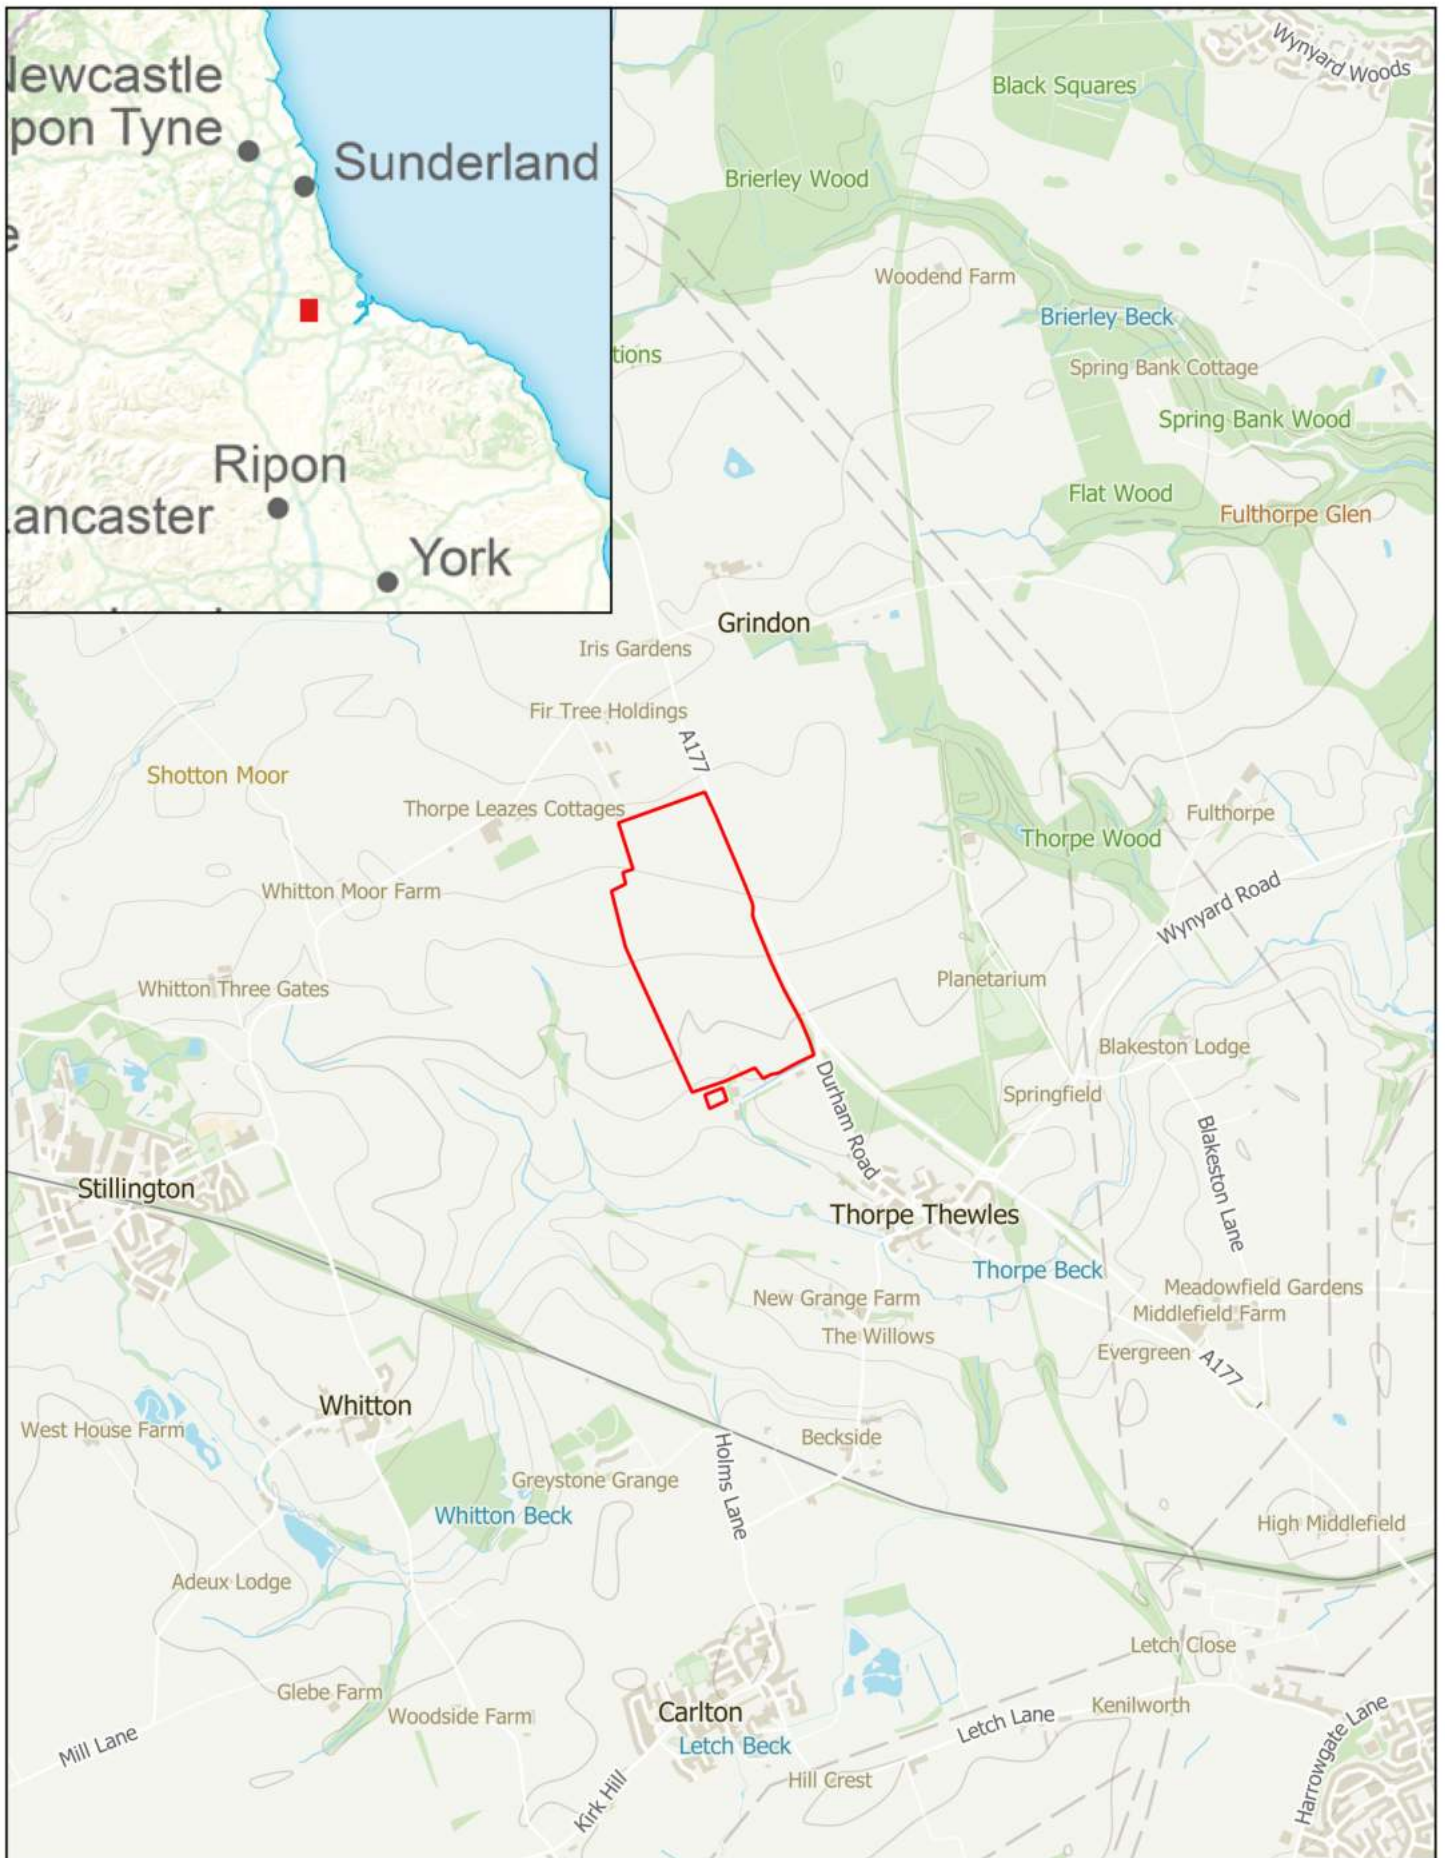 Newcastle
pon Tyne
Sunderland
Ripon
ancaster
York
Wynyard Woods
Black Squares
Brierley Wood
Woodend Farm
Brierley Beck
tions
Spring Bank Cottage
Spring Bank Wood
Flat Wood
Fulthorpe Glen
Grindon
Iris Gardens
Fir Tree Holdings
A177
Shotton Moor
Thorpe Leazes Cottages
Fulthorpe
Thorpe Wood
Whitton Moor Farm
Wynyard Road
Whitton Three Gates
Planetarium
Blakeston Lodge
Springfield
Durham Road
Blakeston Lane
Stillington
Thorpe Thewles
Thorpe Beck
Meadowfield Gardens
New Grange Farm
Middlefield Farm
The Willows
Evergreen
A177
Whitton
West House Farm
Beckside
Holms Lane
Greystone Grange
Whitton Beck
High Middlefield
Adeux Lodge
Letch Close
Glebe Farm
Kenilworth
Woodside Farm
Carlton
Letch Lane
Mill Lane
Letch Beck
Harrowgate Lane
Hill Crest
Kirk Hill